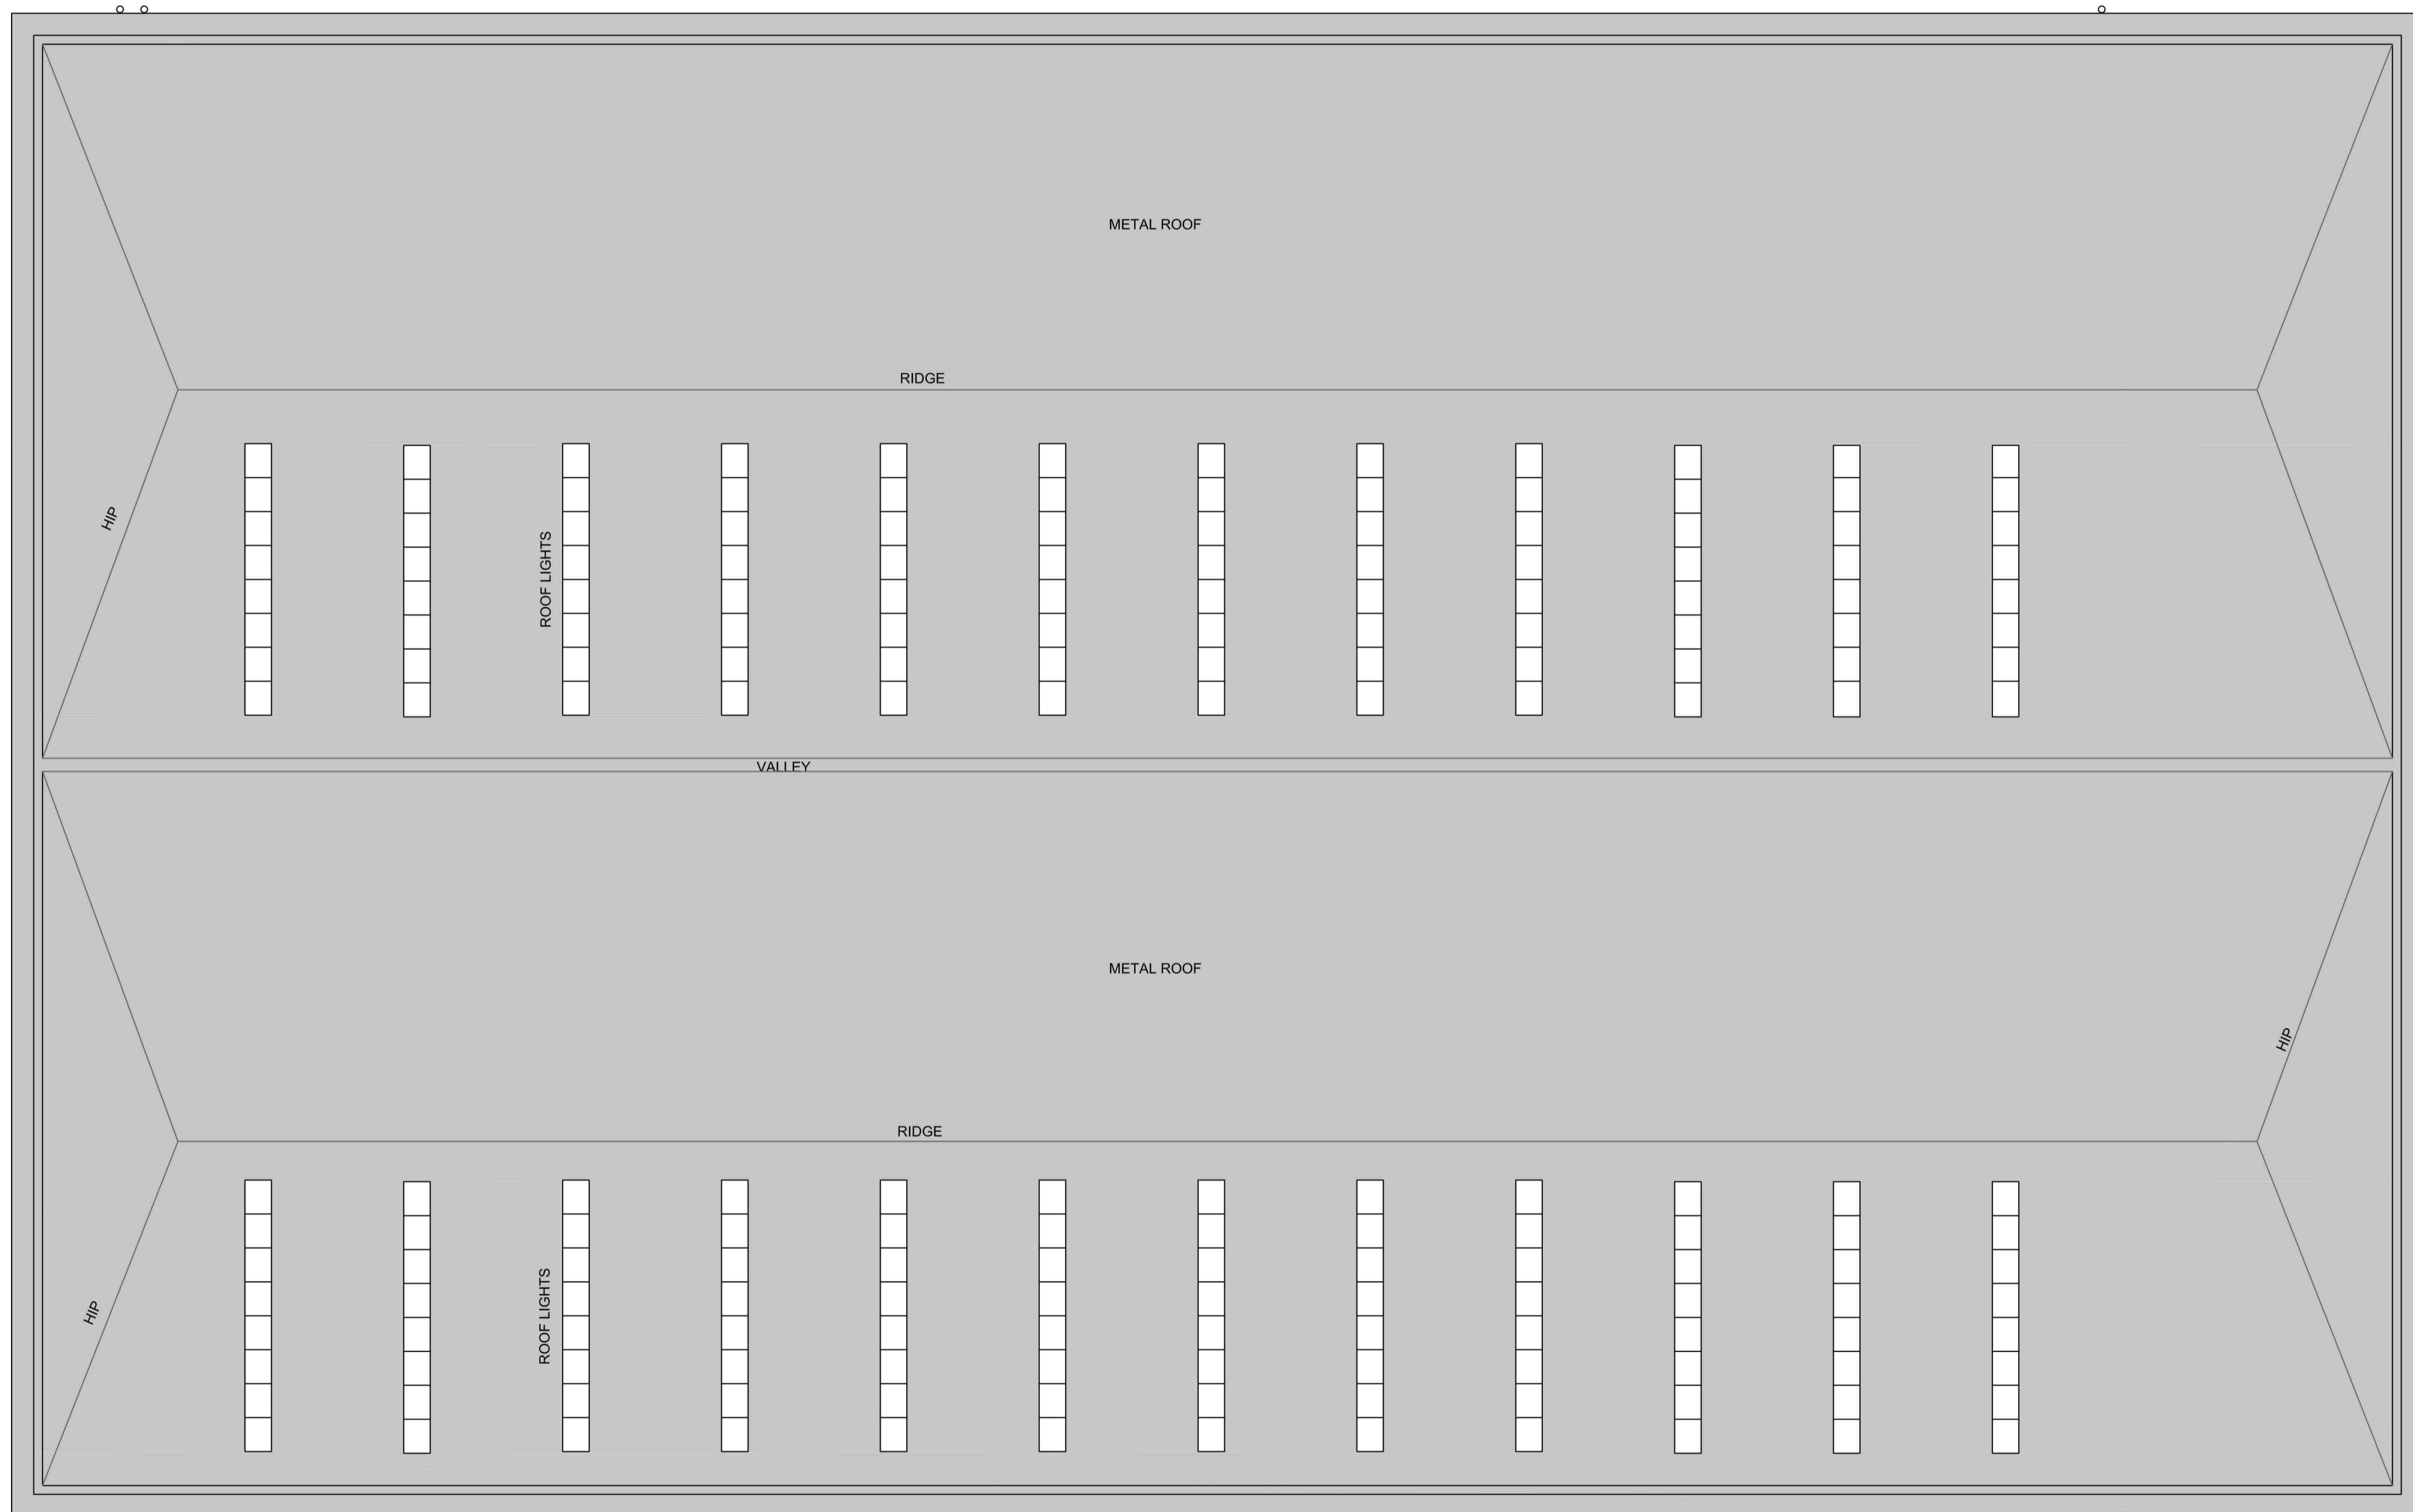 METAL ROOF
RIDGE
HIP
ROOF LIGHTS
VALLEY
METAL ROOF
HIP
RIDGE
HIP
ROOF LIGHTS